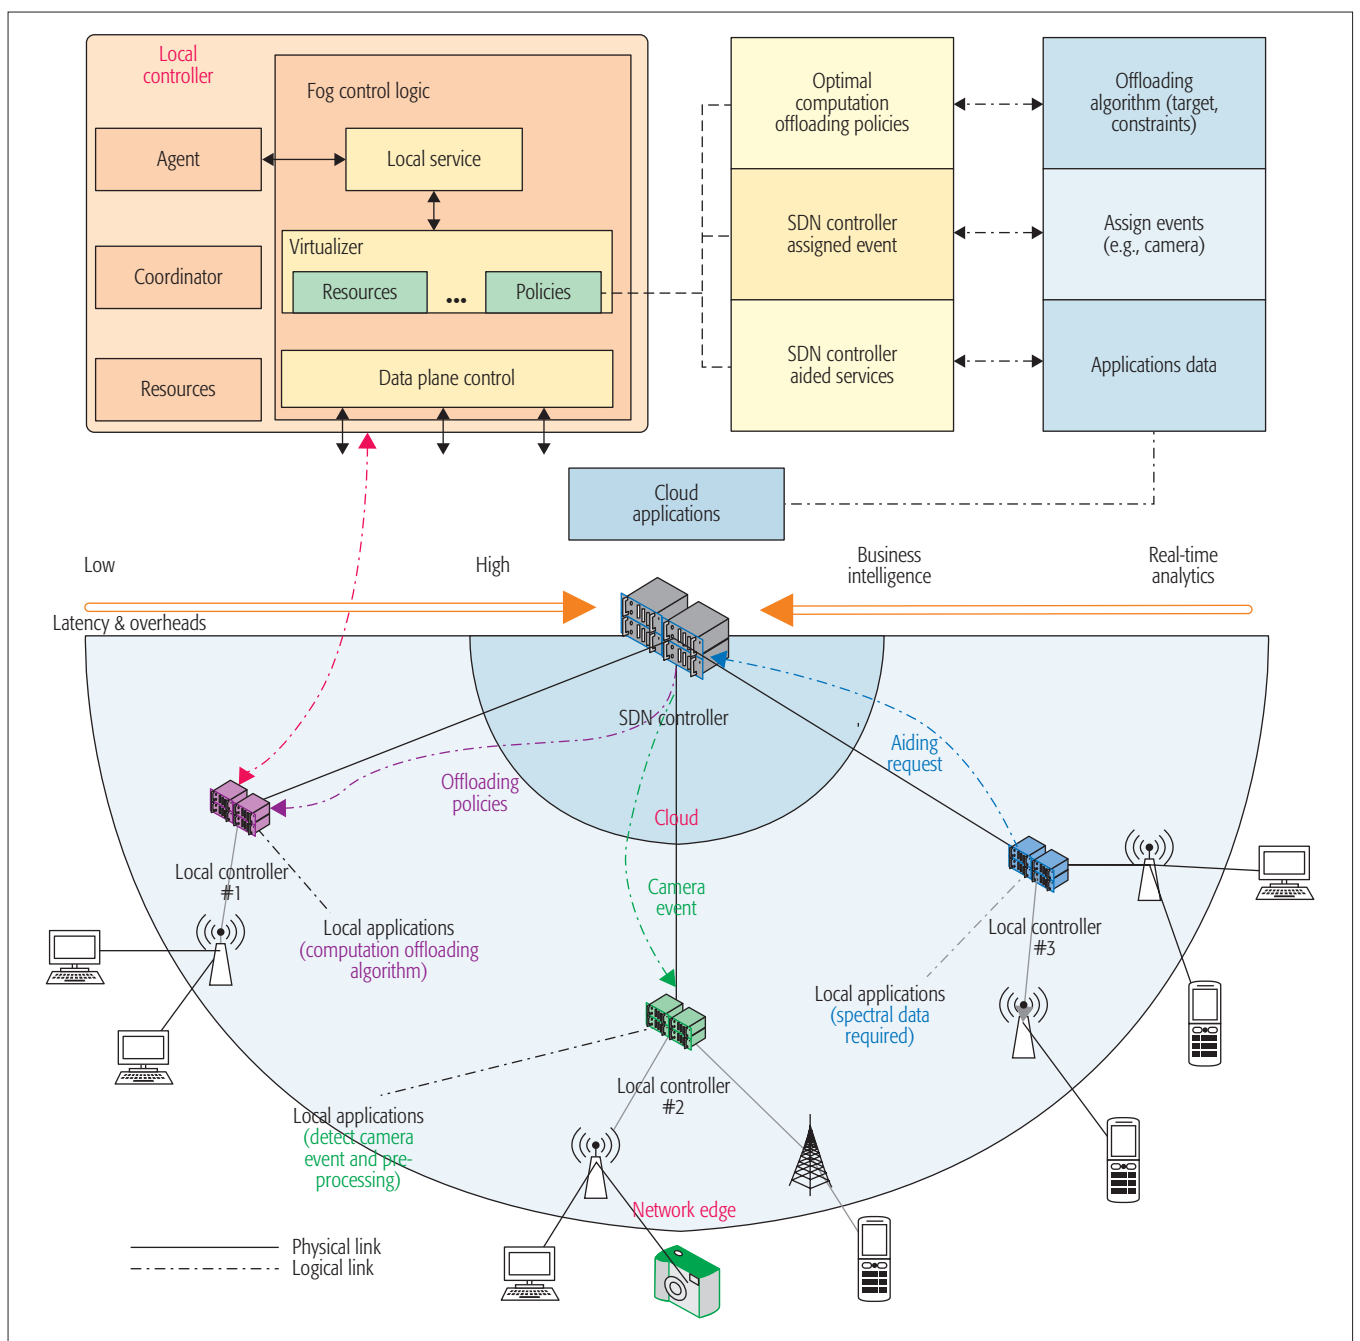 Local
controller
Fog control logic
Agent
Local service
Coordinator
Virtualizer
Resources
...
Policies
Resources
Data plane control
Optimal
computation
offloading policies
Offloading
algorithm (target,
constraints)
SDN controller
assigned event
Assign events
(e.g., camera)
SDN controller
aided services
Applications data
Cloud
applications
Low
High
Business
intelligence
Real-time
analytics
Latency & overheads
SDN controller
Offloading
policies
Aiding
request
Cloud
Camera
event
Local controller
#1
Local applications
(computation offloading
algorithm)
Local controller
#3
Local applications
(spectral data
required)
Local controller
#2
Local applications
(detect camera
event and pre-
processing)
Network edge
Physical link
Logical link